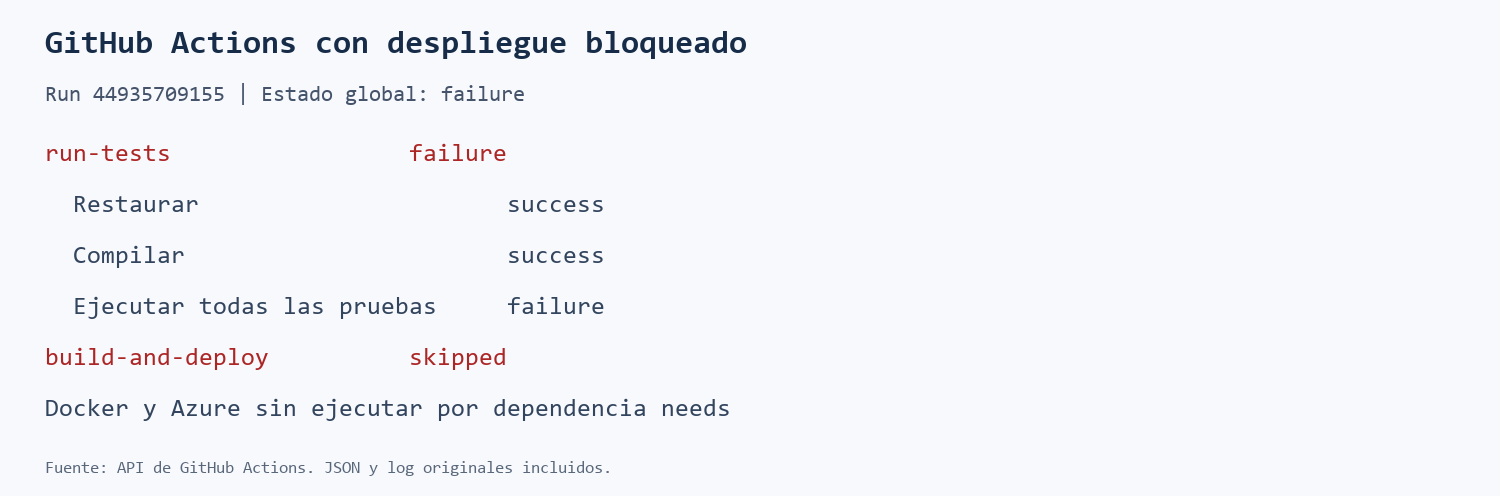 GitHub Actions con despliegue bloqueado
Run 44935709155 | Estado global: failure
run-tests failure
Restaurar success
Compilar success
Ejecutar todas las pruebas failure
build-and-deploy skipped
Docker y Azure sin ejecutar por dependencia needs
Fuente: API de GitHub Actions. JSON y log originales incluidos.